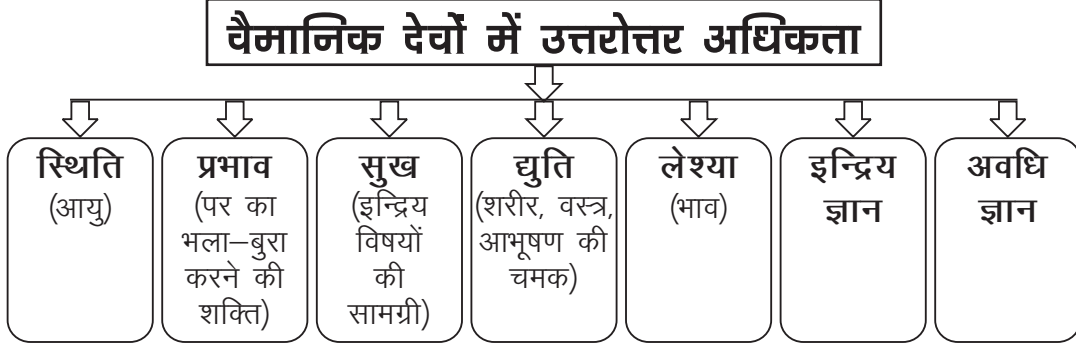 वैमानिक देवों में उत्तरोत्तर अधिकता
स्थिति
(आयु)
प्रभाव
(पर का
भला–बुरा
करने की
शक्ति)
सुख
(इन्द्रिय
विषयों
की
सामग्री)
द्युति
(शरीर, वस्त्र,
आभूषण की
चमक)
लेश्या
(भाव)
इन्द्रिय
ज्ञान
अवधि
ज्ञान